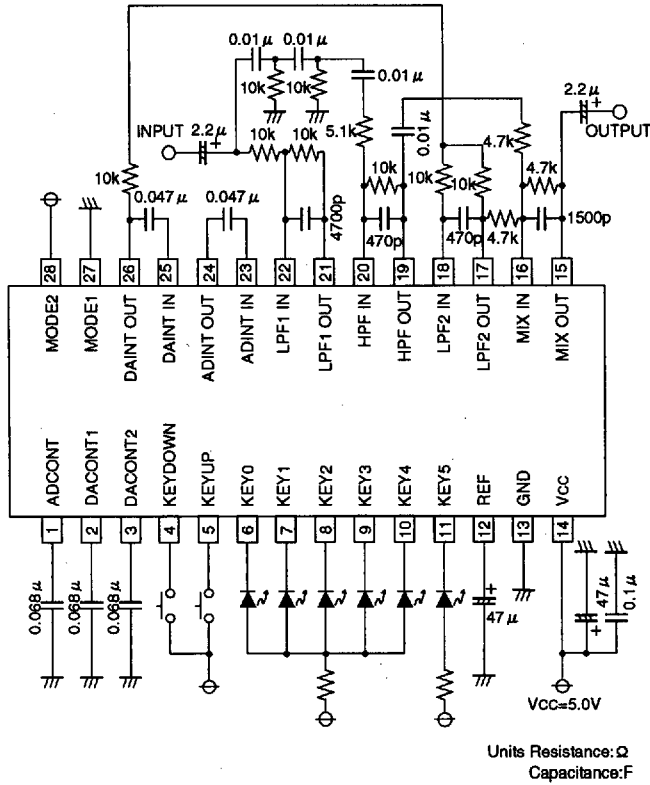 0.01μ 0.01μ
0.01μ
2.2μ
10k 10k
INPUT
2.2μ
OUTPUT
5.1k
0.01μ
10k 10k
4.7k
10k
10k
10k
10k
4.7k
0.047μ 0.047μ
4700p
470p
470p
4.7k
1500p
28 27 26 25 24 23 22 21 20 19 18 17 16 15
MODE2
MODE1
DAINT OUT
DAINT IN
ADINT OUT
ADINT IN
LPF1 IN
LPF1 OUT
HPF IN
HPF OUT
LPF2 IN
LPF2 OUT
MIX IN
MIX OUT
ADCONT
DACONT1
DACONT2
KEYDOWN
KEYUP
KEY0
KEY1
KEY2
KEY3
KEY4
KEY5
REF
GND
VCC
1 2 3 4 5 6 7 8 9 10 11 12 13 14
0.068μ
0.068μ
0.068μ
47μ
47μ
0.1μ
VCC=5.0V
Units Resistance:Ω
Capacitance:F